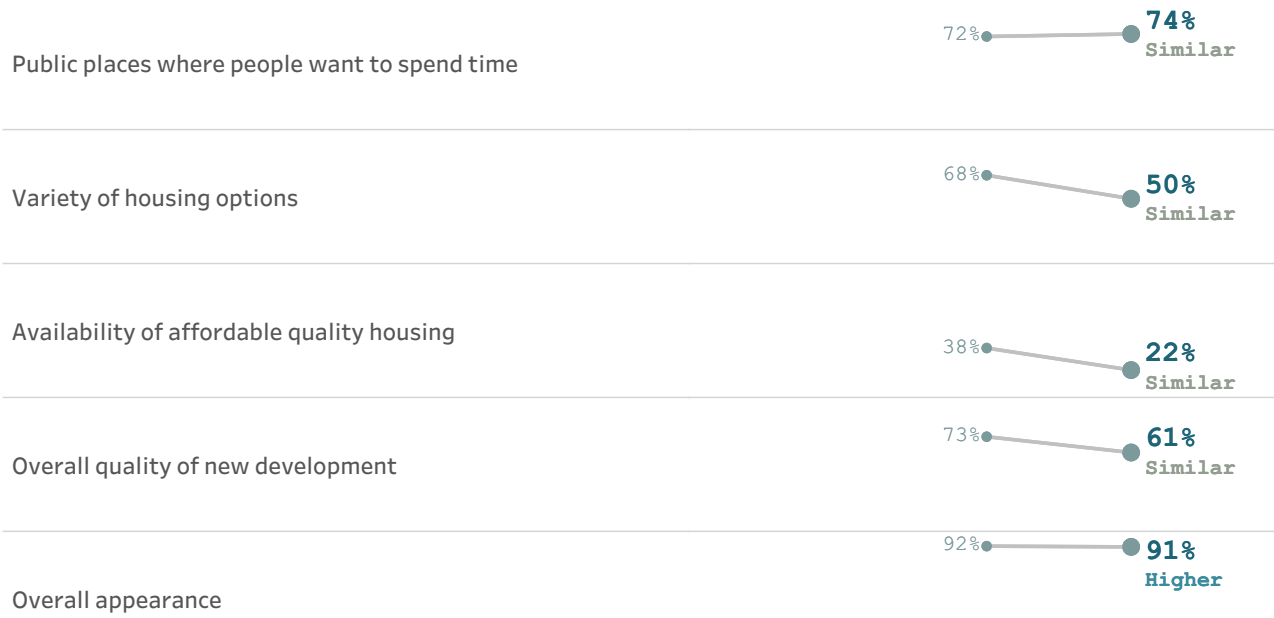 72%
74%
Similar
Public places where people want to spend time
68%
50%
Similar
Variety of housing options
38%
22%
Similar
Availability of affordable quality housing
73%
61%
Similar
Overall quality of new development
92%
91%
Higher
Overall appearance